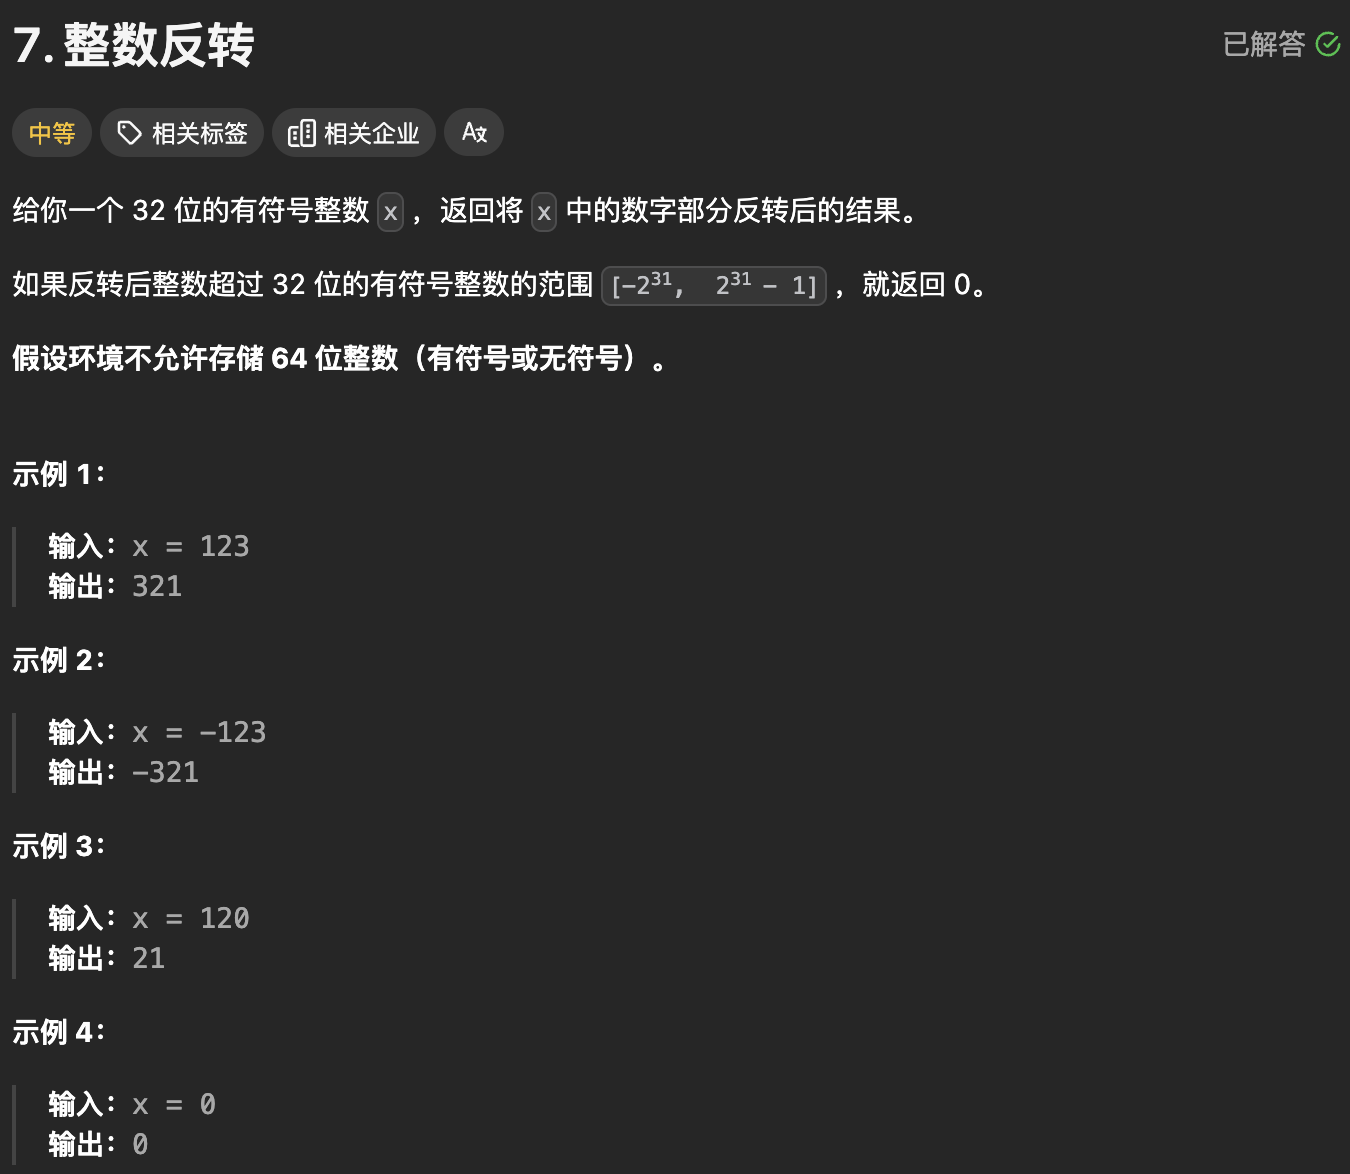 7. 整数反转
已解答
中等
相关标签
相关企业
给你一个 32 位的有符号整数 x ，返回将 x 中的数字部分反转后的结果。
如果反转后整数超过 32 位的有符号整数的范围 [−2³¹,  2³¹ − 1] ，就返回 0。
假设环境不允许存储 64 位整数（有符号或无符号）。
示例 1：
输入：x = 123
输出：321
示例 2：
输入：x = -123
输出：-321
示例 3：
输入：x = 120
输出：21
示例 4：
输入：x = 0
输出：0